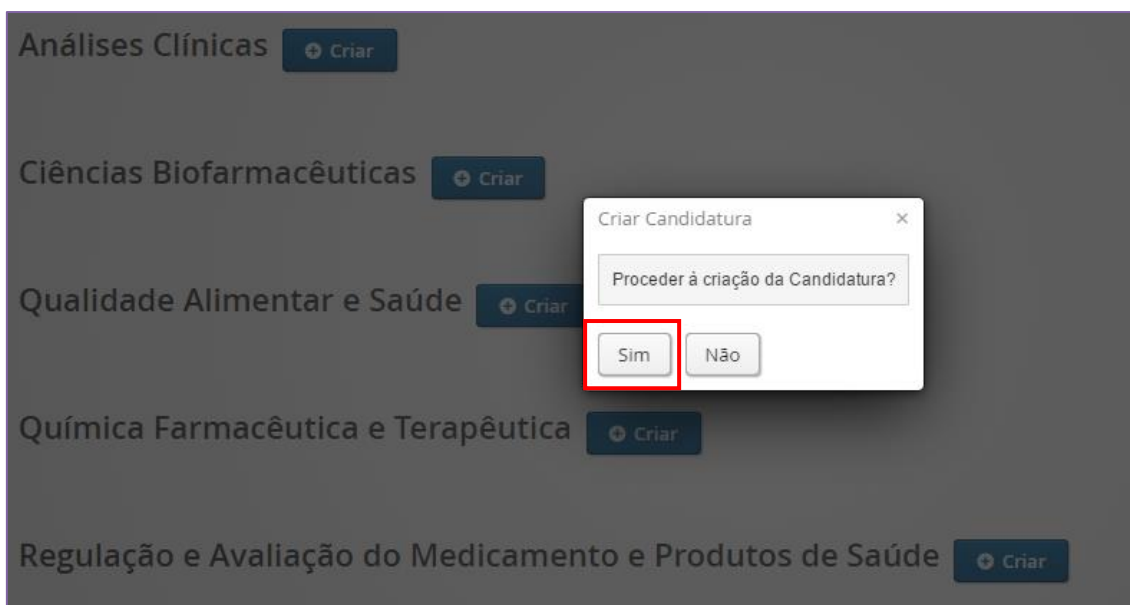 Análises Clínicas Criar
Ciências Biofarmacêuticas Criar
Criar Candidatura ×
Proceder à criação da Candidatura?
Qualidade Alimentar e Saúde Criar
Sim Não
Química Farmacêutica e Terapêutica Criar
Regulação e Avaliação do Medicamento e Produtos de Saúde Criar